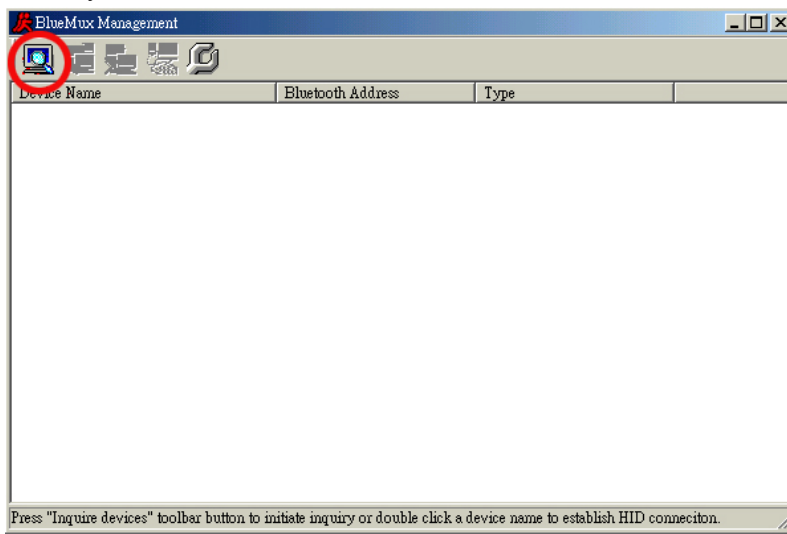 BlueMux Management
Device Name Bluetooth Address Type
Press "Inquire devices" toolbar button to initiate inquiry or double click a device name to establish HID conneciton.